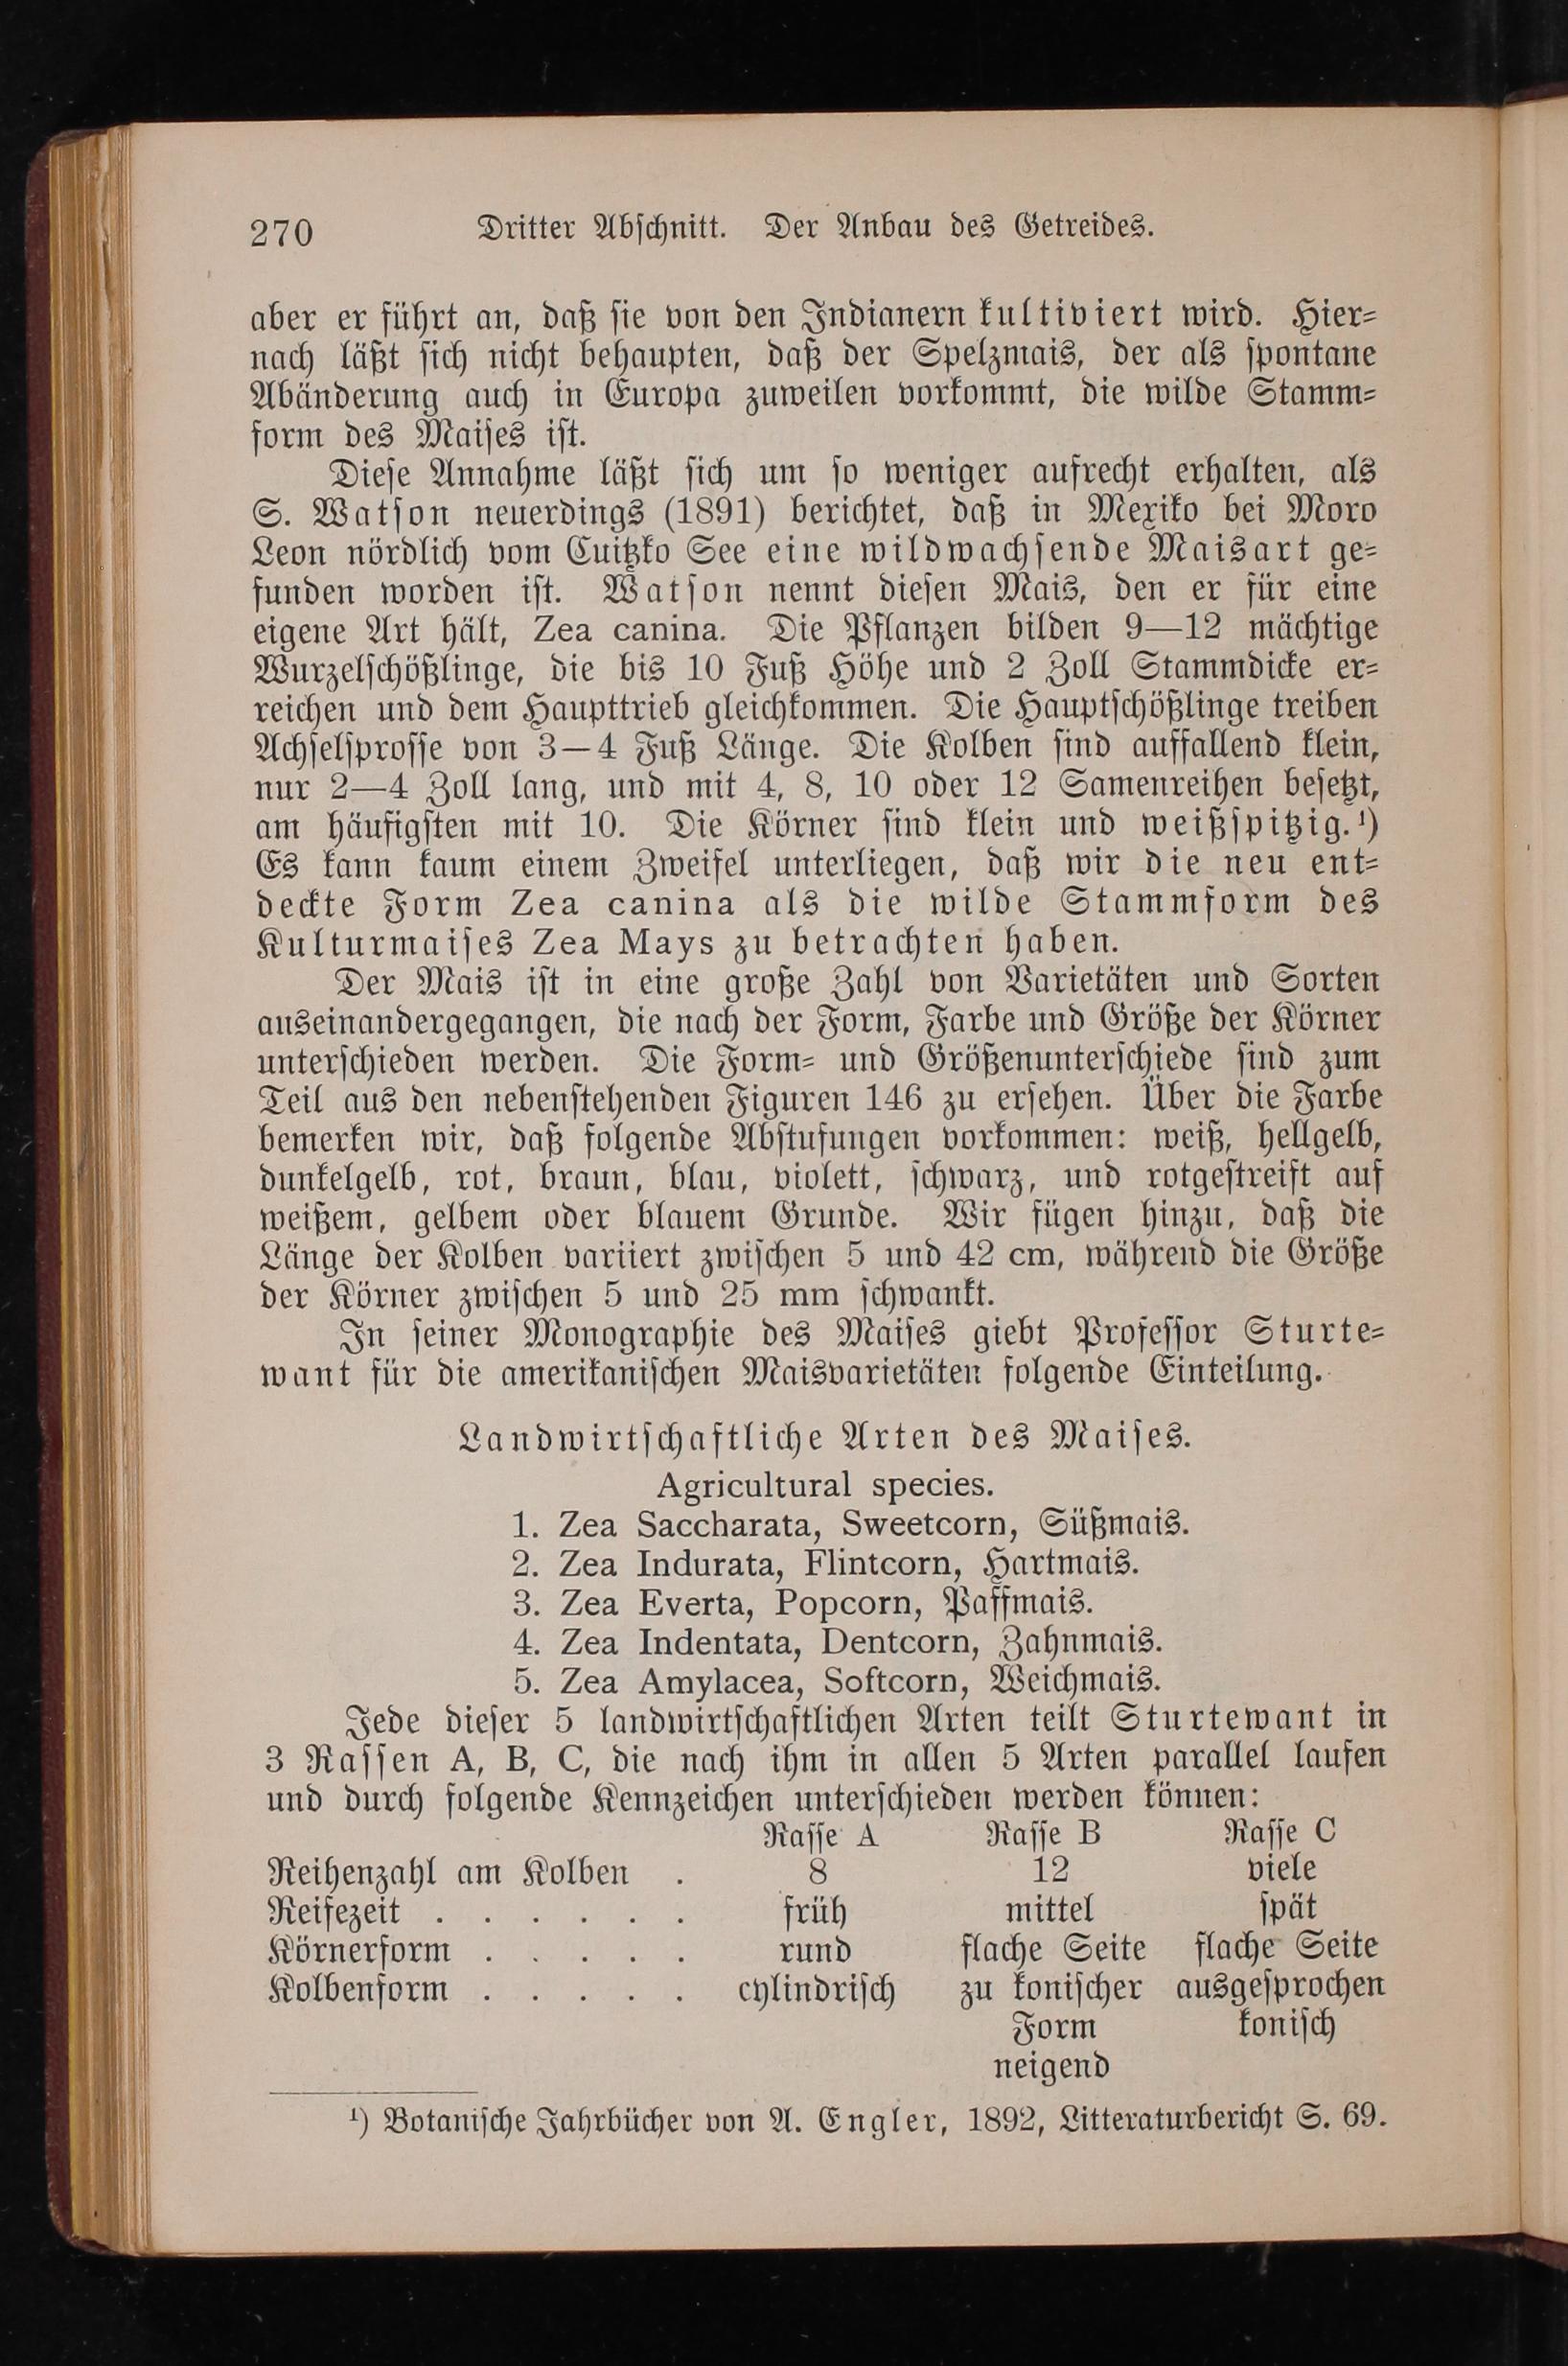 270 Dritter Abschnitt. Der Anbau des Getreides.
aber er führt an, daß sie von den Indianern kultiviert wird. Hier-
nach läßt sich nicht behaupten, daß der Spelzmais, der als spontane
Abänderung auch in Europa zuweilen vorkommt, die wilde Stamm-
form des Maises ist.
Diese Annahme läßt sich um so weniger aufrecht erhalten, als
S. Watson neuerdings (1891) berichtet, daß in Mexiko bei Moro
Leon nördlich vom Cuitzko See eine wildwachsende Maisart ge-
funden worden ist. Watson nennt diesen Mais, den er für eine
eigene Art hält, Zea canina. Die Pflanzen bilden 9—12 mächtige
Wurzelschößlinge, die bis 10 Fuß Höhe und 2 Zoll Stammdicke er-
reichen und dem Haupttrieb gleichkommen. Die Hauptschößlinge treiben
Achselsprosse von 3—4 Fuß Länge. Die Kolben sind auffallend klein,
nur 2—4 Zoll lang, und mit 4, 8, 10 oder 12 Samenreihen besetzt,
am häufigsten mit 10. Die Körner sind klein und weißspitzig.¹)
Es kann kaum einem Zweifel unterliegen, daß wir die neu ent-
deckte Form Zea canina als die wilde Stammform des
Kulturmaises Zea Mays zu betrachten haben.
Der Mais ist in eine große Zahl von Varietäten und Sorten
auseinandergegangen, die nach der Form, Farbe und Größe der Körner
unterschieden werden. Die Form- und Größenunterschiede sind zum
Teil aus den nebenstehenden Figuren 146 zu ersehen. Über die Farbe
bemerken wir, daß folgende Abstufungen vorkommen: weiß, hellgelb,
dunkelgelb, rot, braun, blau, violett, schwarz, und rotgestreift auf
weißem, gelbem oder blauem Grunde. Wir fügen hinzu, daß die
Länge der Kolben variiert zwischen 5 und 42 cm, während die Größe
der Körner zwischen 5 und 25 mm schwankt.
In seiner Monographie des Maises giebt Professor Sturte-
want für die amerikanischen Maisvarietäten folgende Einteilung.
Landwirtschaftliche Arten des Maises.
Agricultural species.
1. Zea Saccharata, Sweetcorn, Süßmais.
2. Zea Indurata, Flintcorn, Hartmais.
3. Zea Everta, Popcorn, Paffmais.
4. Zea Indentata, Dentcorn, Zahnmais.
5. Zea Amylacea, Softcorn, Weichmais.
Jede dieser 5 landwirtschaftlichen Arten teilt Sturtewant in
3 Rassen A, B, C, die nach ihm in allen 5 Arten parallel laufen
und durch folgende Kennzeichen unterschieden werden können:
Rasse A Rasse B Rasse C
Reihenzahl am Kolben . 8 12 viele
Reifezeit . . . . . . früh mittel spät
Körnerform . . . . . rund flache Seite flache Seite
Kolbenform . . . . . cylindrisch zu konischer ausgesprochen
Form konisch
neigend
¹) Botanische Jahrbücher von A. Engler, 1892, Litteraturbericht S. 69.